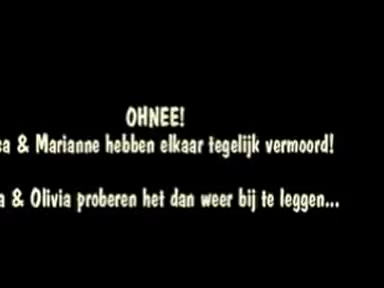 OHNEE!
& Marianne hebben elkaar tegelijk vermoord!
& Olivia proberen het dan weer bij te leggen...